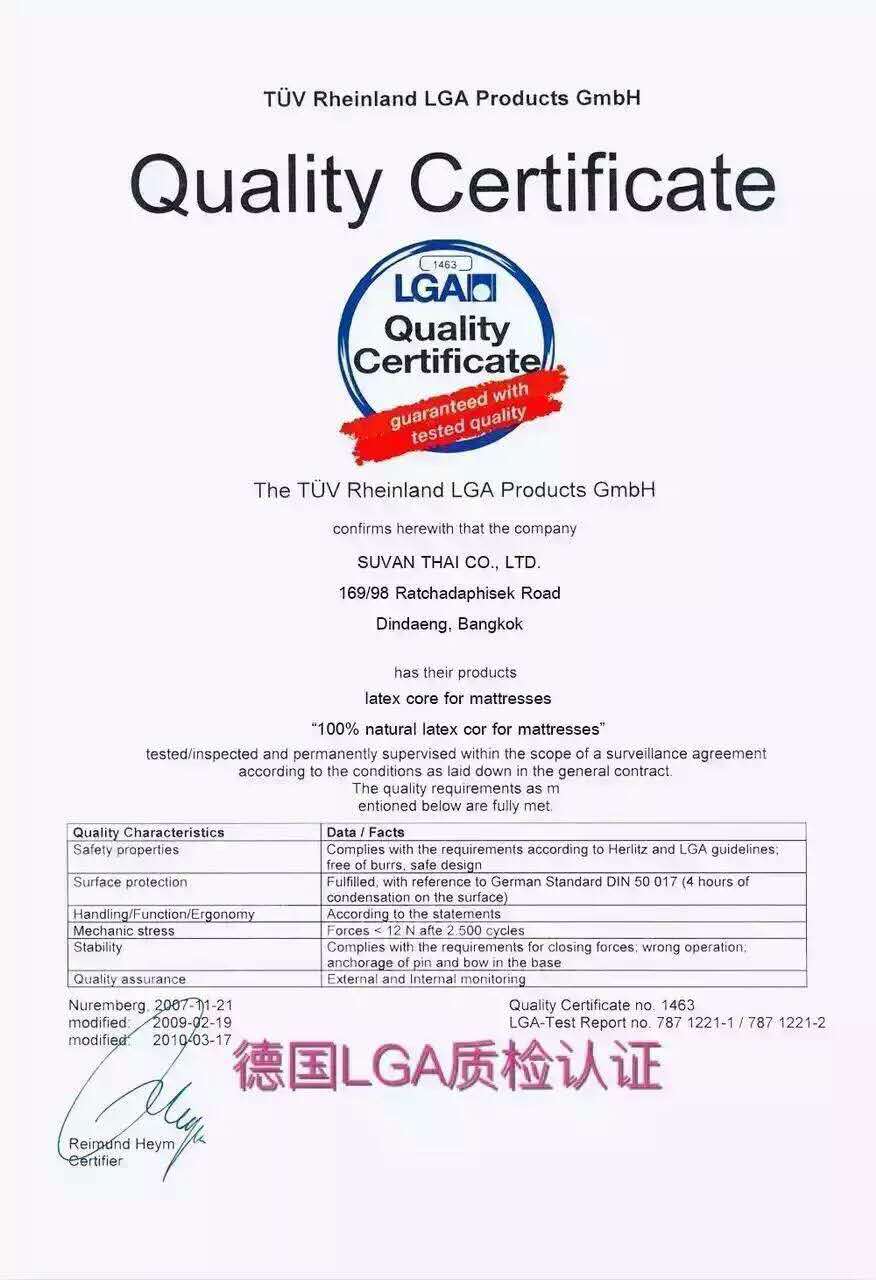 TÜV Rheinland LGA Products GmbH
Quality Certificate
1463
LGA
Quality
Certificate
guaranteed with
tested quality
The TÜV Rheinland LGA Products GmbH
confirms herewith that the company
SUVAN THAI CO., LTD.
169/98 Ratchadaphisek Road
Dindaeng, Bangkok
has their products
latex core for mattresses
“100% natural latex cor for mattresses”
tested/inspected and permanently supervised within the scope of a surveillance agreement
according to the conditions as laid down in the general contract.
The quality requirements as m
entioned below are fully met.
Quality Characteristics Data / Facts
Safety properties Complies with the requirements according to Herlitz and LGA guidelines;
free of burrs, safe design
Surface protection Fulfilled, with reference to German Standard DIN 50 017 (4 hours of
condensation on the surface)
Handling/Function/Ergonomy According to the statements
Mechanic stress Forces < 12 N afte 2.500 cycles
Stability Complies with the requirements for closing forces; wrong operation;
anchorage of pin and bow in the base
Quality assurance External and Internal monitoring
Nuremberg, 2007-11-21 Quality Certificate no. 1463
modified: 2009-02-19 LGA-Test Report no. 787 1221-1 / 787 1221-2
modified: 2010-03-17
德国LGA质检认证
Reimund Heym
Certifier